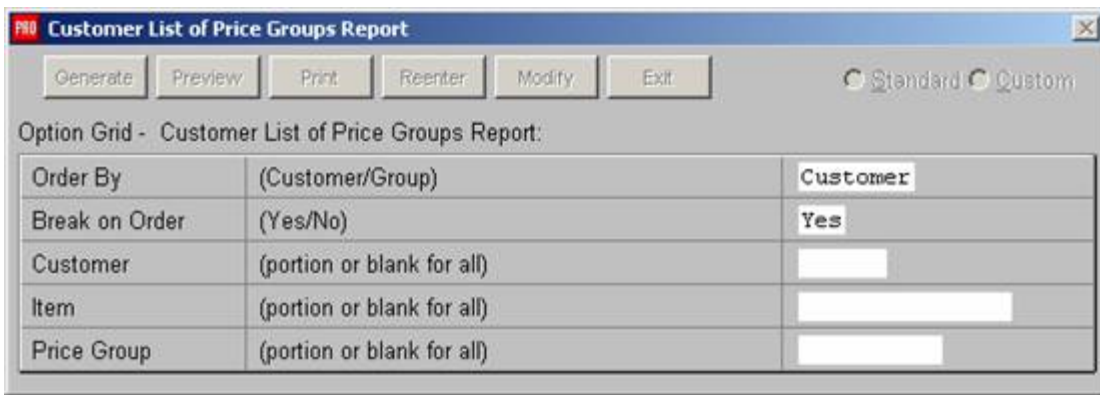 PRO Customer List of Price Groups Report
Generate Preview Print Reenter Modify Exit Standard Custom
Option Grid - Customer List of Price Groups Report:
Order By (Customer/Group) Customer
Break on Order (Yes/No) Yes
Customer (portion or blank for all)
Item (portion or blank for all)
Price Group (portion or blank for all)